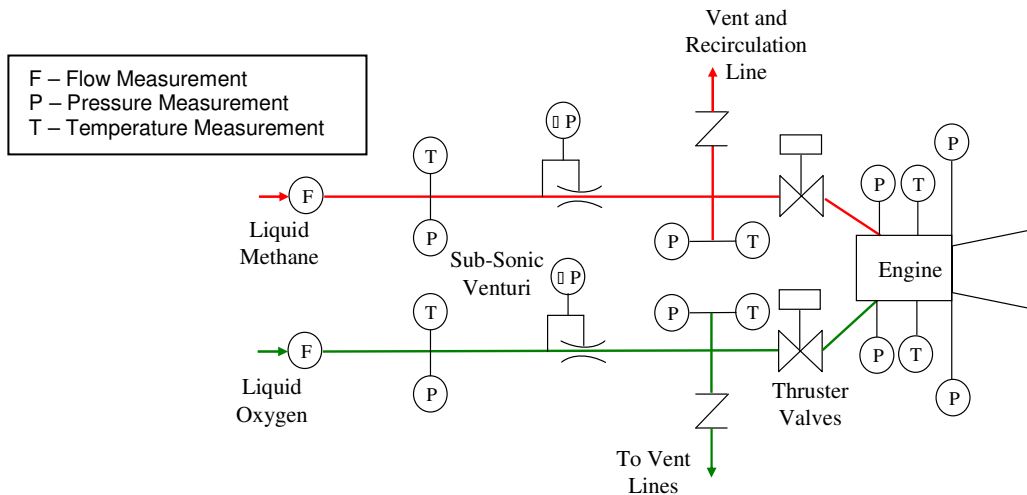 F – Flow Measurement
P – Pressure Measurement
T – Temperature Measurement
Vent and
Recirculation
Line
▯ P
T
P
P
T
P
F
Liquid
Methane
P
P
T
Sub-Sonic
Venturi
▯ P
Engine
T
P
T
F
P
P
T
P
Liquid
Oxygen
Thruster
Valves
To Vent
Lines